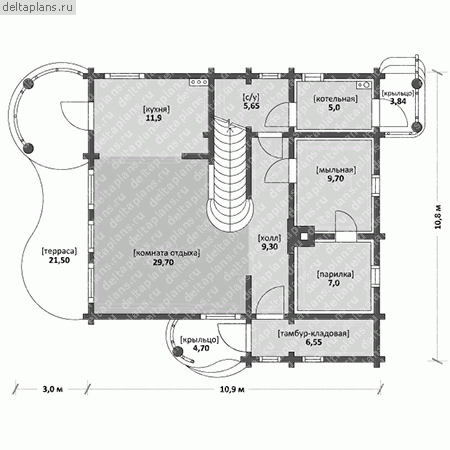 deltaplans.ru
[кухня]
11,9
[с/у]
5,65
[котельная]
5,0
[крыльцо]
3,84
[мыльная]
9,70
[терраса]
21,50
[комната отдыха]
29,70
[холл]
9,30
[парилка]
7,0
[крыльцо]
4,70
[тамбур-кладовая]
6,55
10,8 м
3,0 м
10,9 м